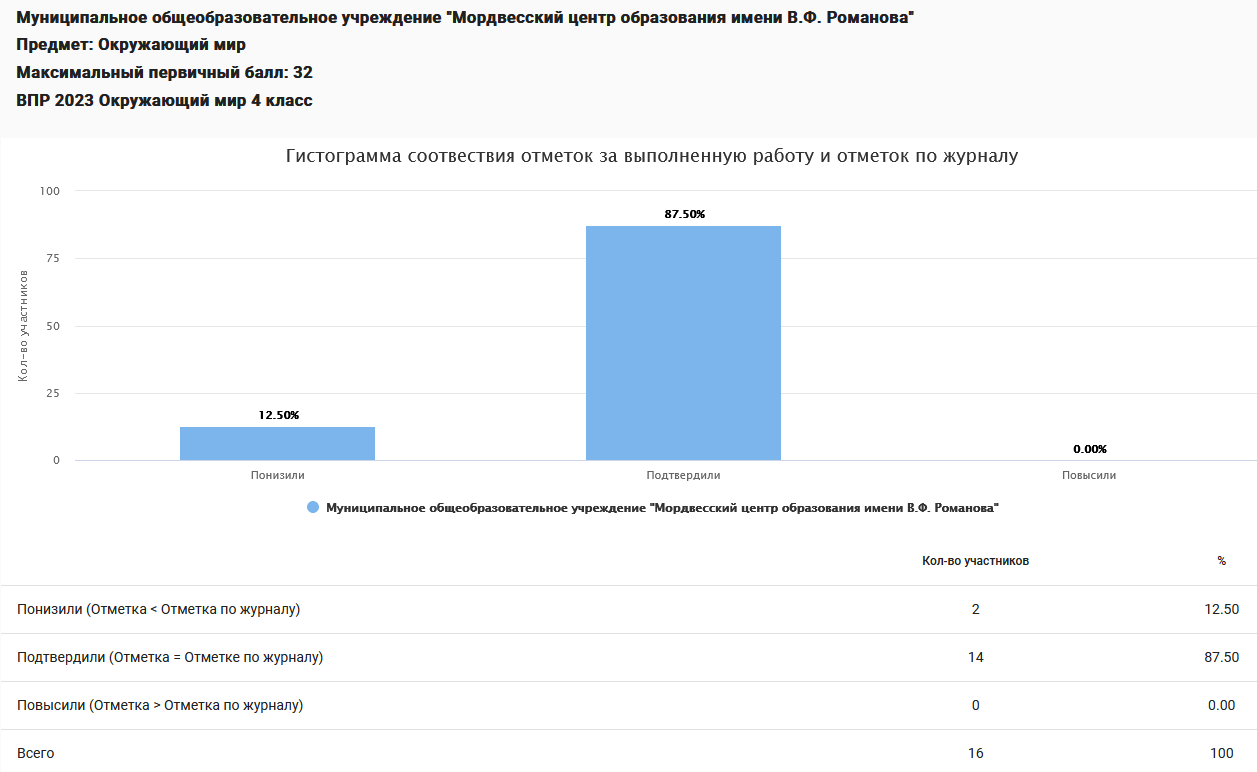 Муниципальное общеобразовательное учреждение "Мордвесский центр образования имени В.Ф. Романова"
Предмет: Окружающий мир
Максимальный первичный балл: 32
ВПР 2023 Окружающий мир 4 класс
Гистограмма соотвествия отметок за выполненную работу и отметок по журналу
Кол-во участников
100
75
50
25
0
12.50%
87.50%
0.00%
Понизили
Подтвердили
Повысили
Муниципальное общеобразовательное учреждение "Мордвесский центр образования имени В.Ф. Романова"
Кол-во участников %
Понизили (Отметка < Отметка по журналу) 2 12.50
Подтвердили (Отметка = Отметке по журналу) 14 87.50
Повысили (Отметка > Отметка по журналу) 0 0.00
Всего 16 100